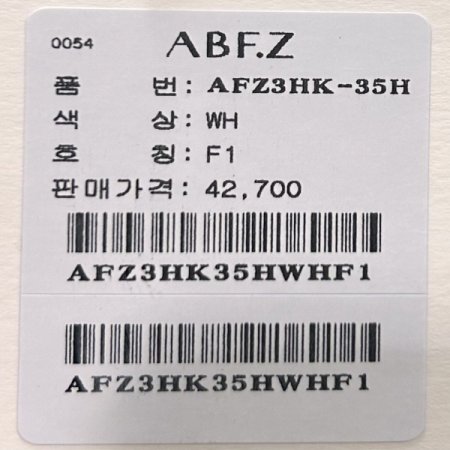 0054 ABF.Z
품 번: AFZ3HK-35H
색 상: WH
호 칭: F1
판매가격: 42,700
AFZ3HK35HWHF1
AFZ3HK35HWHF1